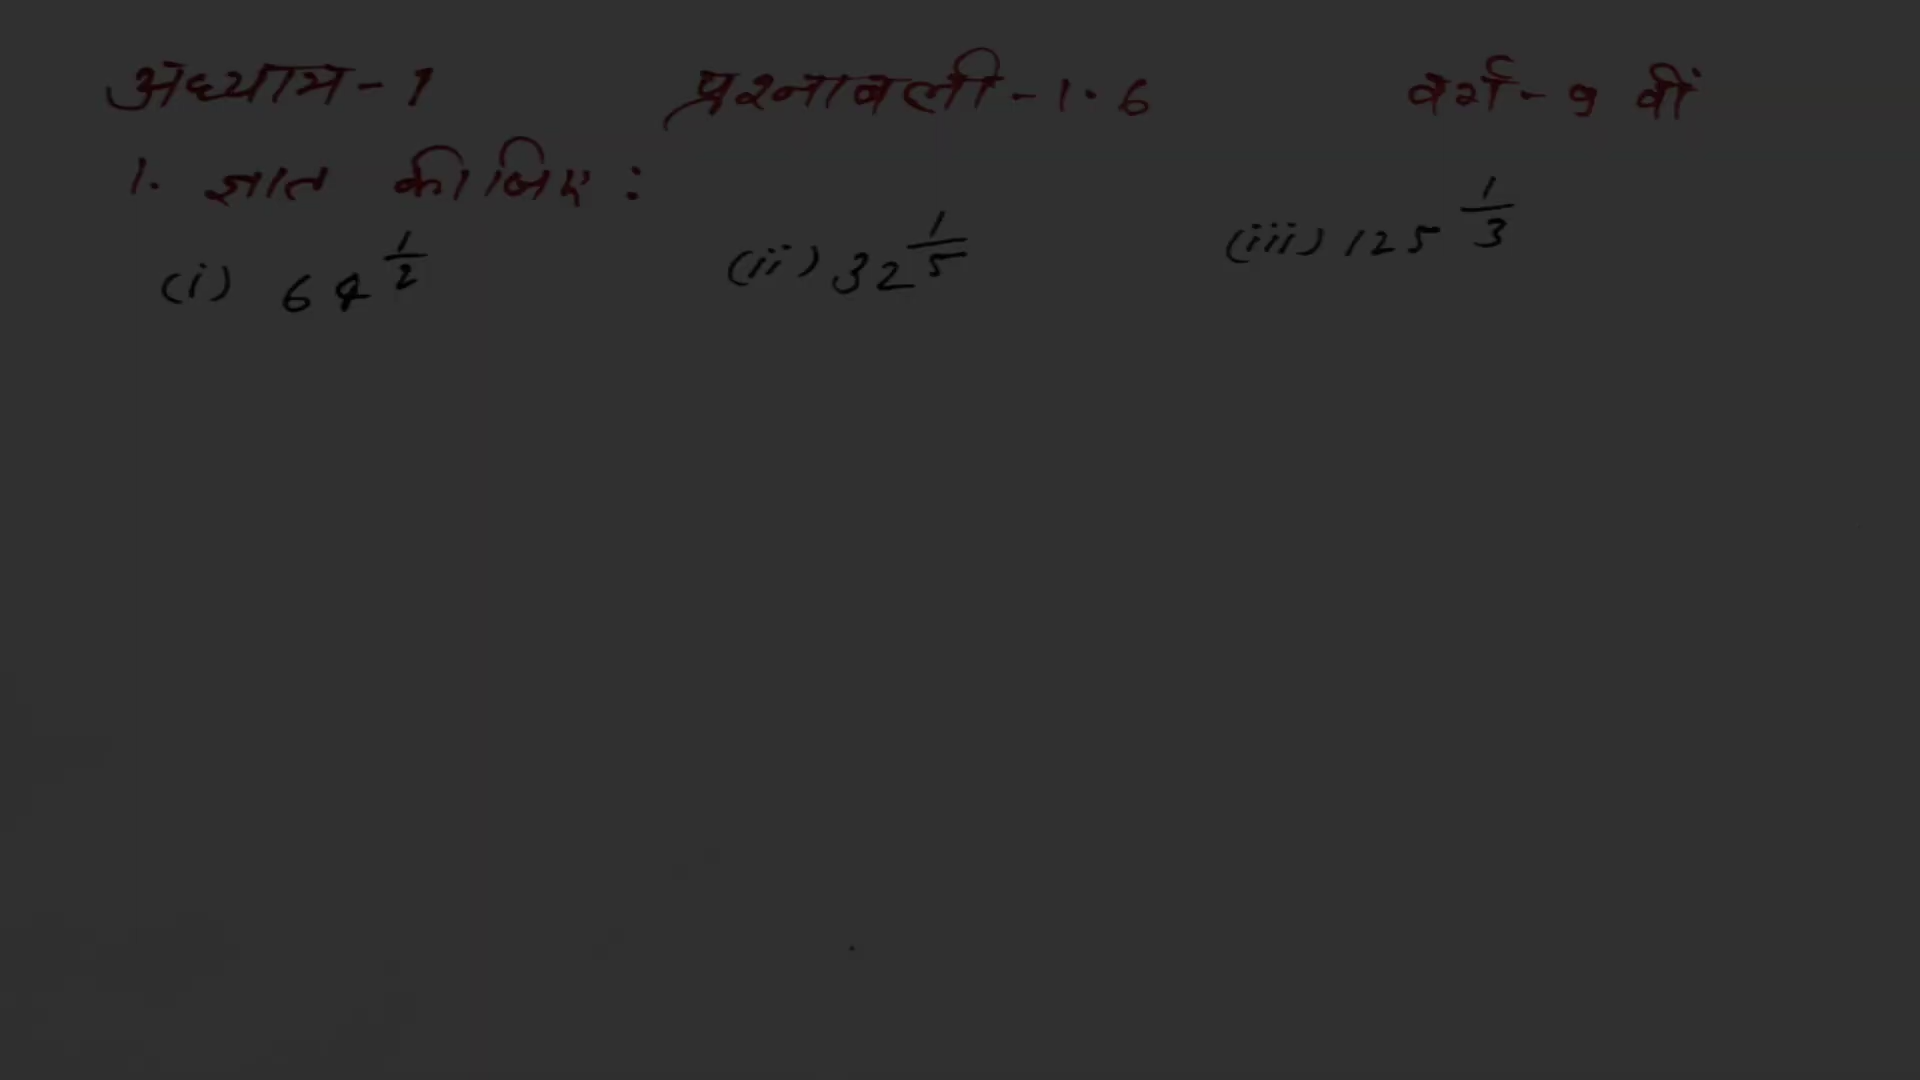 अध्याय-1 प्रश्नावली-1.6 वर्ग-9 वीं
1. ज्ञात कीजिए :
(i) 64^(1/2) (ii) 32^(1/5) (iii) 125^(1/3)